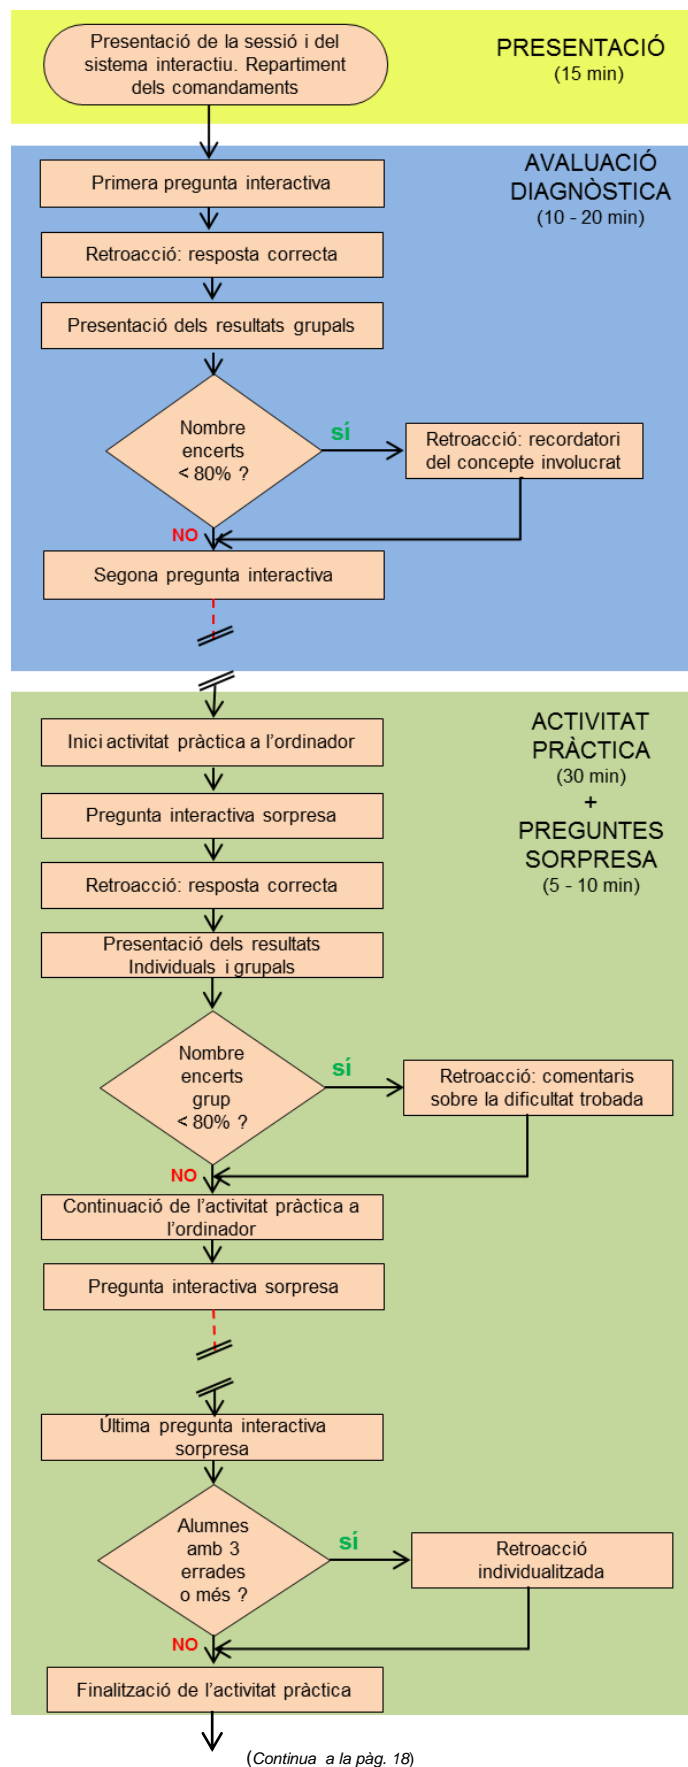 Presentació de la sessió i del
sistema interactiu. Repartiment
dels comandaments
PRESENTACIÓ
(15 min)
AVALUACIÓ
DIAGNÒSTICA
(10 - 20 min)
Primera pregunta interactiva
Retroacció: resposta correcta
Presentació dels resultats grupals
Nombre
encerts
< 80% ?
sí
Retroacció: recordatori
del concepte involucrat
NO
Segona pregunta interactiva
ACTIVITAT
PRÀCTICA
(30 min)
+
PREGUNTES
SORPRESA
(5 - 10 min)
Inici activitat pràctica a l’ordinador
Pregunta interactiva sorpresa
Retroacció: resposta correcta
Presentació dels resultats
Individuals i grupals
Nombre
encerts
grup
< 80% ?
sí
Retroacció: comentaris
sobre la dificultat trobada
NO
Continuació de l’activitat pràctica a
l’ordinador
Pregunta interactiva sorpresa
Última pregunta interactiva
sorpresa
Alumnes
amb 3
errades
o més ?
sí
Retroacció
individualitzada
NO
Finalització de l’activitat pràctica
(Continua a la pàg. 18)